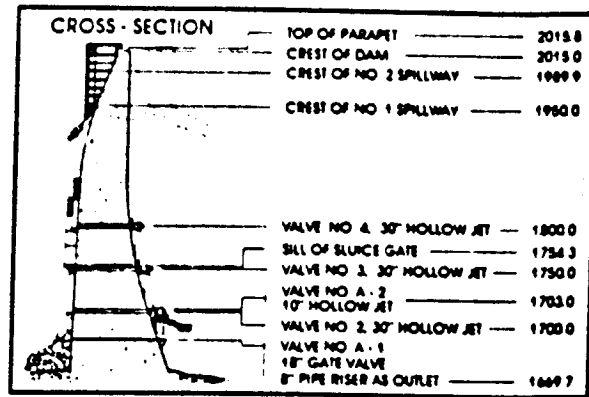 CROSS-SECTION
TOP OF PARAPET 2015.8
CREST OF DAM 2015.0
CREST OF NO. 2 SPILLWAY 1989.9
CREST OF NO. 1 SPILLWAY 1950.0
VALVE NO. 4, 30" HOLLOW JET 1800.0
SILL OF SLUICE GATE 1754.3
VALVE NO. 3, 30" HOLLOW JET 1750.0
VALVE NO. A-2
10" HOLLOW JET 1703.0
VALVE NO. 2, 30" HOLLOW JET 1700.0
VALVE NO. A-1
18" GATE VALVE
8" PIPE RISER AS OUTLET 1669.7